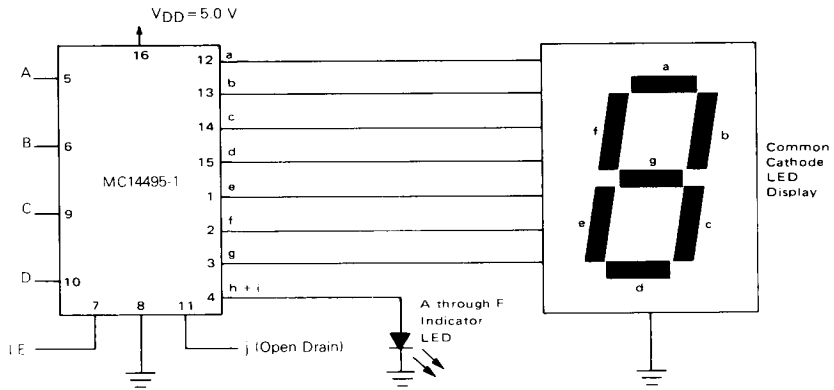 VDD = 5.0 V
16
A
5
B
6
C
9
D
10
MC14495-1
12
a
13
b
14
c
15
d
1
e
2
f
3
g
4
h + i
7
8
11
LE
j (Open Drain)
A through F
Indicator
LED
a
f
b
g
e
c
d
Common
Cathode
LED
Display